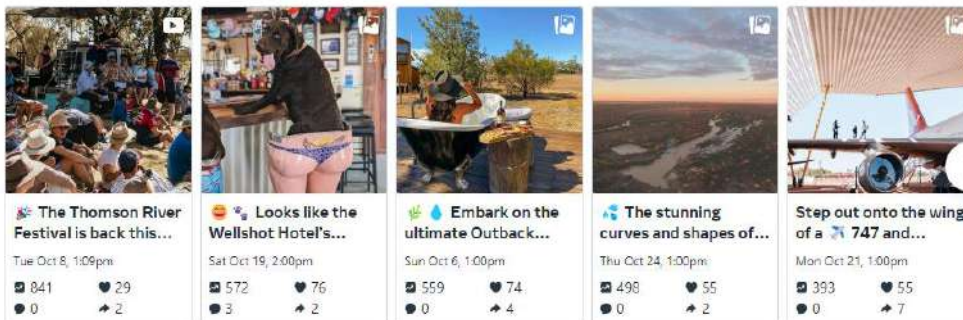 🎉 The Thomson River
Festival is back this...
Tue Oct 8, 1:09pm
841 29
0 2
😄 🐾 Looks like the
Wellshot Hotel's...
Sat Oct 19, 2:00pm
572 76
3 2
🌿 💧 Embark on the
ultimate Outback...
Sun Oct 6, 1:00pm
559 74
0 4
💦 The stunning
curves and shapes of...
Thu Oct 24, 1:00pm
498 55
0 2
Step out onto the wing
of a ✈️ 747 and...
Mon Oct 21, 1:00pm
393 55
0 7